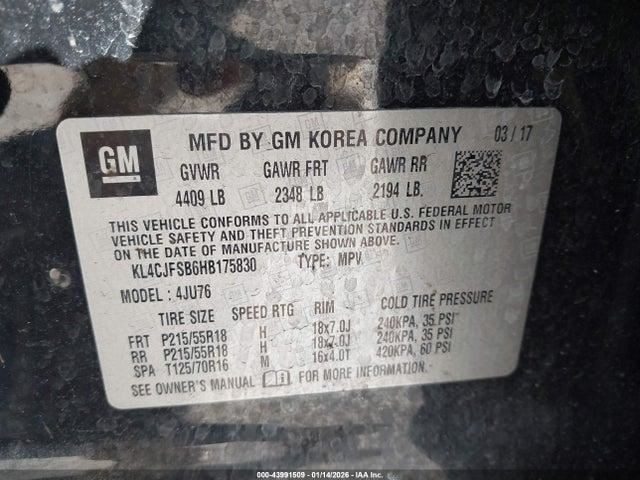 GM
MFD BY GM KOREA COMPANY 03 / 17
GVWR GAWR FRT GAWR RR
4409 LB 2348 LB 2194 LB.
THIS VEHICLE CONFORMS TO ALL APPLICABLE U.S. FEDERAL MOTOR
VEHICLE SAFETY AND THEFT PREVENTION STANDARDS IN EFFECT
ON THE DATE OF MANUFACTURE SHOWN ABOVE.
KL4CJFSB6HB175830 TYPE: MPV
MODEL : 4JU76
TIRE SIZE SPEED RTG RIM COLD TIRE PRESSURE
FRT P215/55R18 H 18x7.0J 240KPA, 35 PSI
RR P215/55R18 H 18x7.0J 240KPA, 35 PSI
SPA T125/70R16 M 16x4.0T 420KPA, 60 PSI
SEE OWNER'S MANUAL FOR MORE INFORMATION.
000-43991509 - 01/14/2026 - IAA Inc.